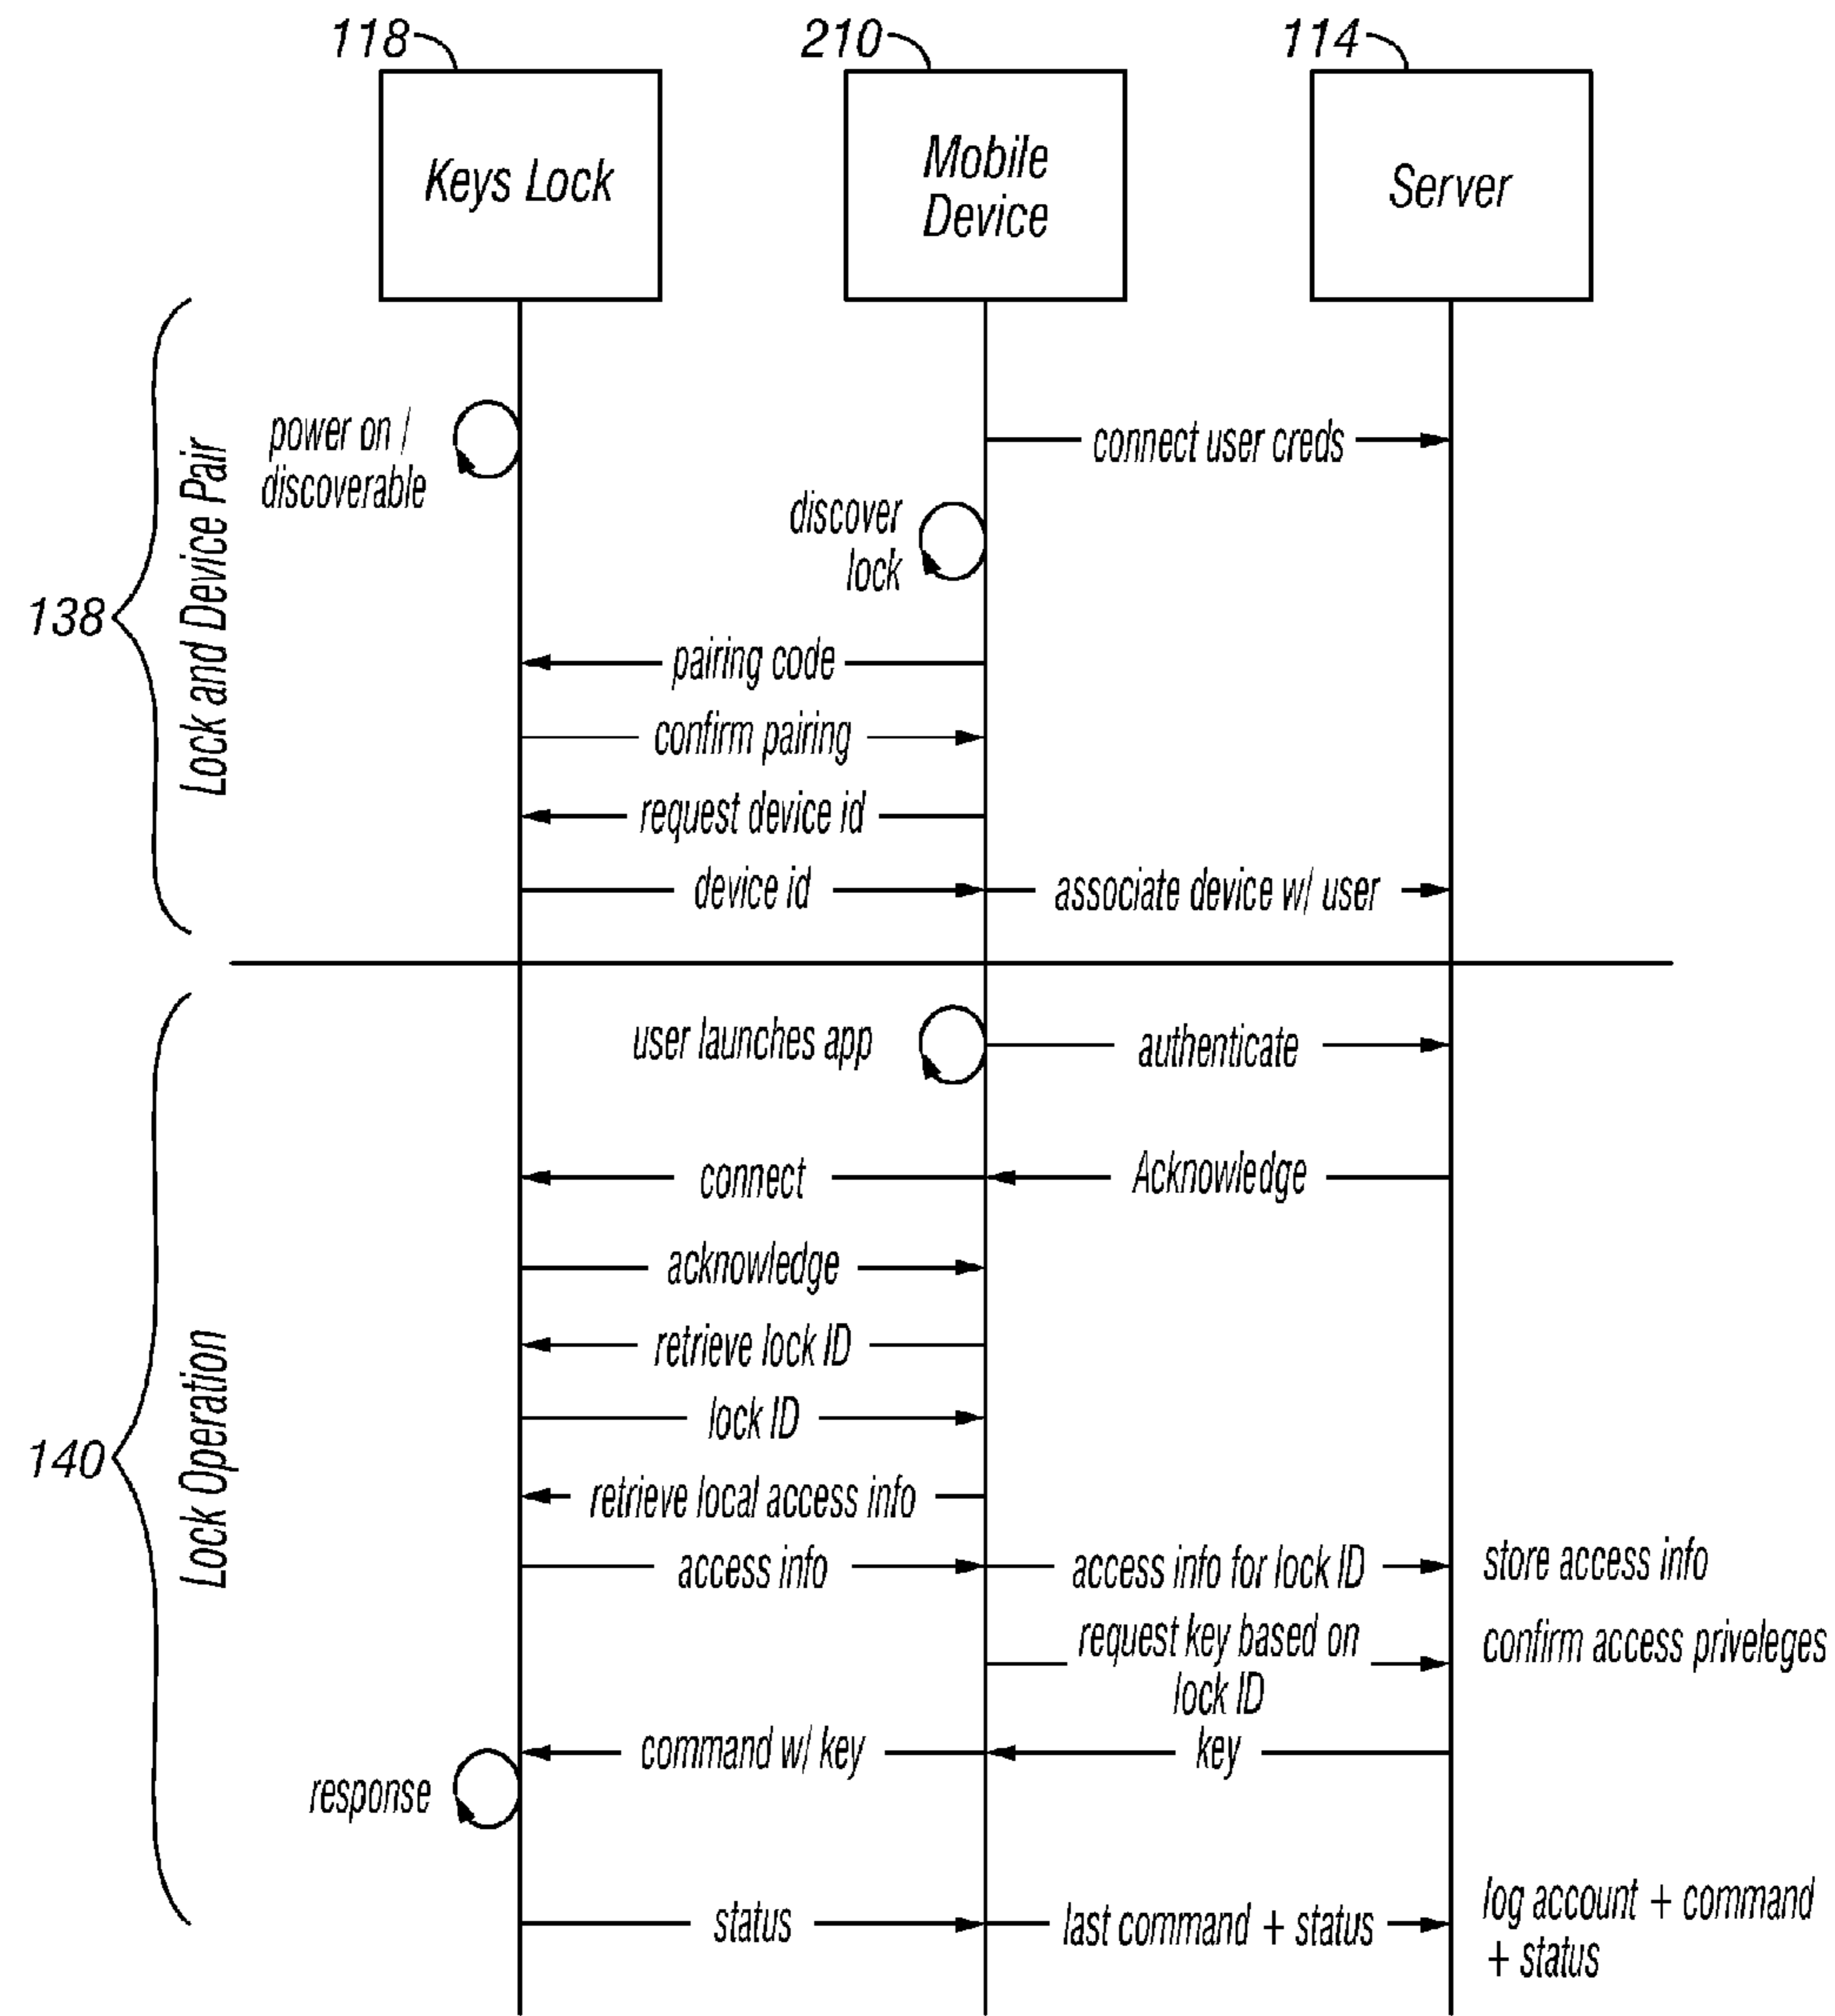 118
210
114
Keys Lock
Mobile
Device
Server
138
Lock and Device Pair
power on /
discoverable
connect user creds
discover
lock
pairing code
confirm pairing
request device id
device id
associate device w/ user
140
Lock Operation
user launches app
authenticate
connect
Acknowledge
acknowledge
retrieve lock ID
lock ID
retrieve local access info
access info
access info for lock ID
store access info
request key based on
lock ID
confirm access priveleges
command w/ key
key
response
status
last command + status
log account + command
+ status